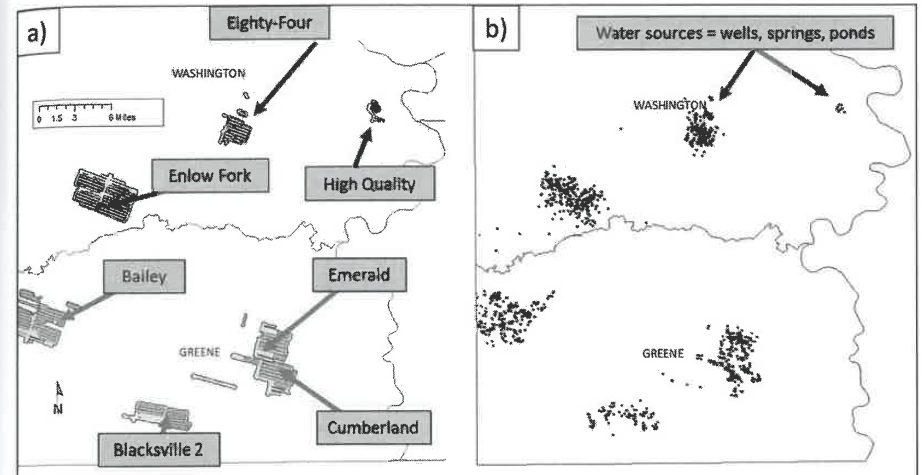 a)
Eighty-Four
WASHINGTON
0 1.5 3 6 Miles
Enlow Fork
High Quality
Bailey
Emerald
GREENE
N
Cumberland
Blacksville 2
b)
Water sources = wells, springs, ponds
WASHINGTON
GREENE